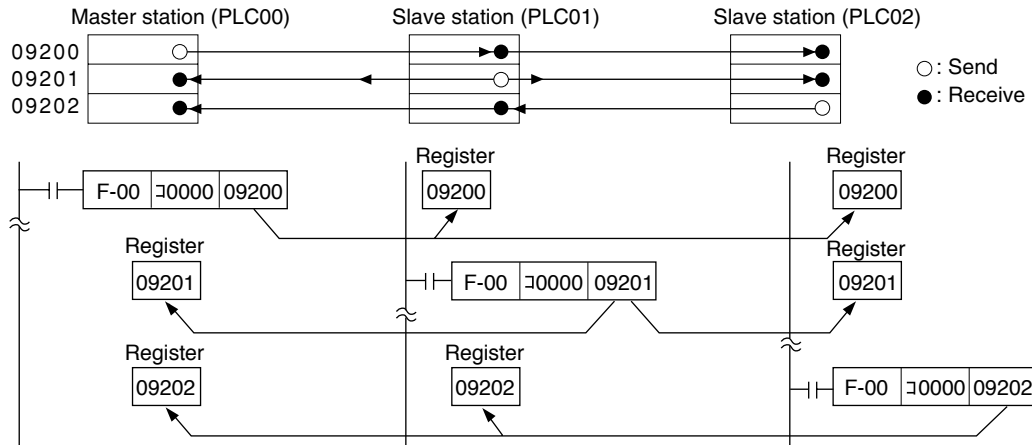 Master station (PLC00) Slave station (PLC01) Slave station (PLC02)
09200
09201
09202
○ : Send
● : Receive
Register Register
F-00 コ0000 09200 09200 09200
Register Register
09201 F-00 コ0000 09201 09201
Register Register
09202 09202 F-00 コ0000 09202